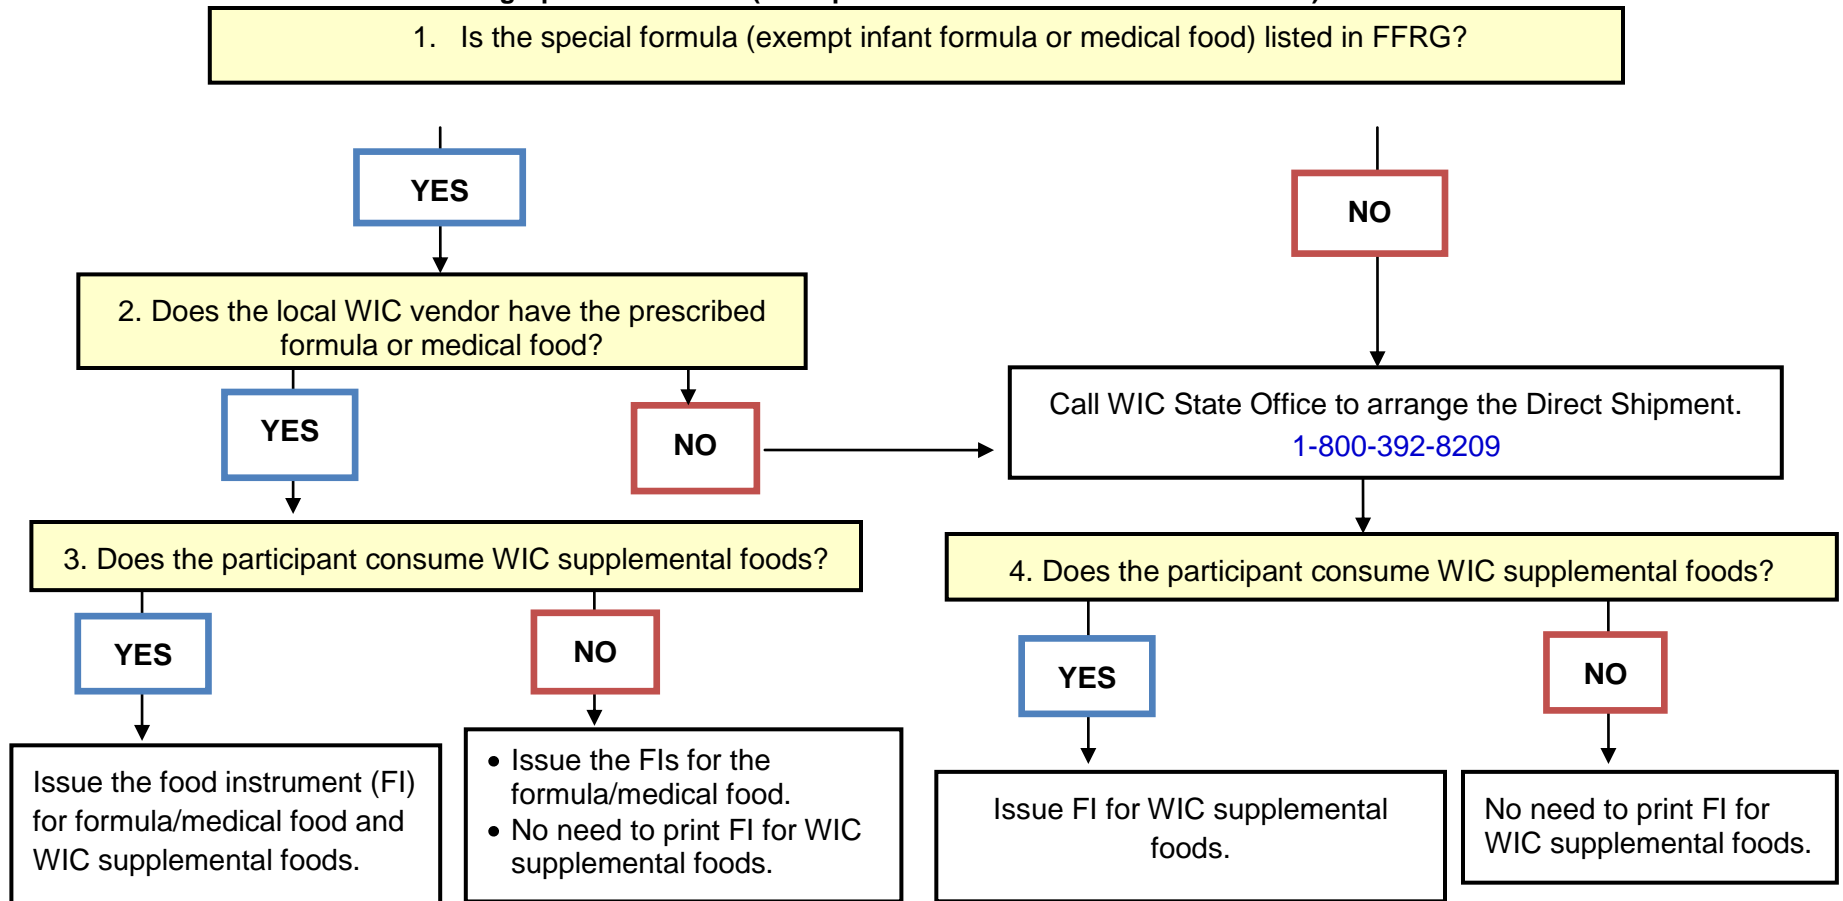 1. Is the special formula (exempt infant formula or medical food) listed in FFRG?
YES
NO
2. Does the local WIC vendor have the prescribed
formula or medical food?
YES
NO
Call WIC State Office to arrange the Direct Shipment.
1-800-392-8209
3. Does the participant consume WIC supplemental foods?
4. Does the participant consume WIC supplemental foods?
YES
NO
YES
NO
Issue the food instrument (FI)
for formula/medical food and
WIC supplemental foods.
• Issue the FIs for the
formula/medical food.
• No need to print FI for WIC
supplemental foods.
Issue FI for WIC supplemental
foods.
No need to print FI for
WIC supplemental foods.